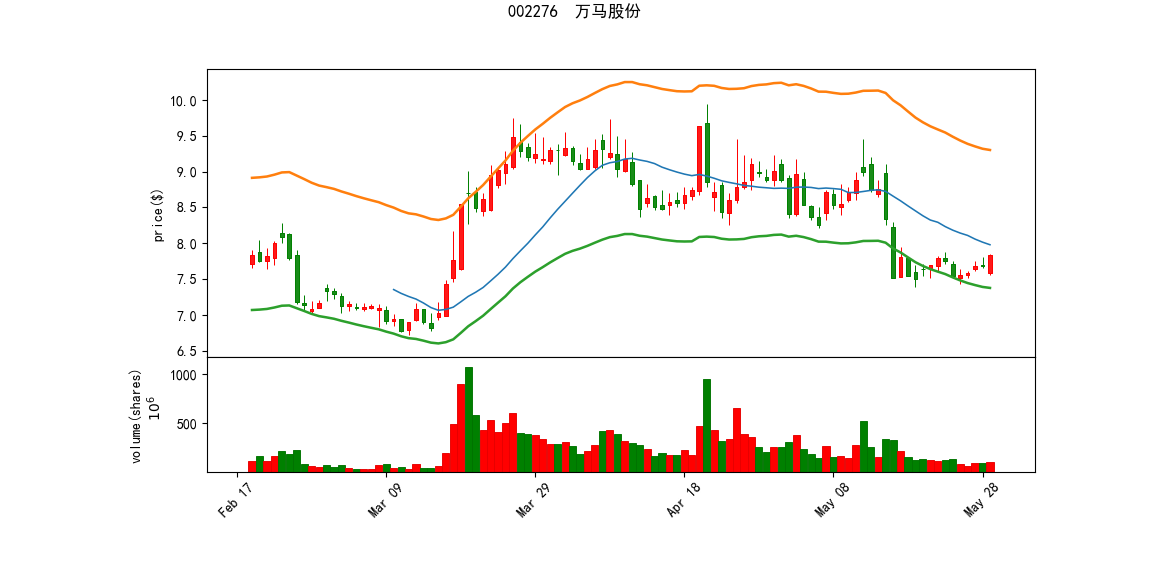 002276 万马股份
price($)
10.0
9.5
9.0
8.5
8.0
7.5
7.0
6.5
volume(shares)
10^6
1000
500
Feb 17
Mar 09
Mar 29
Apr 18
May 08
May 28